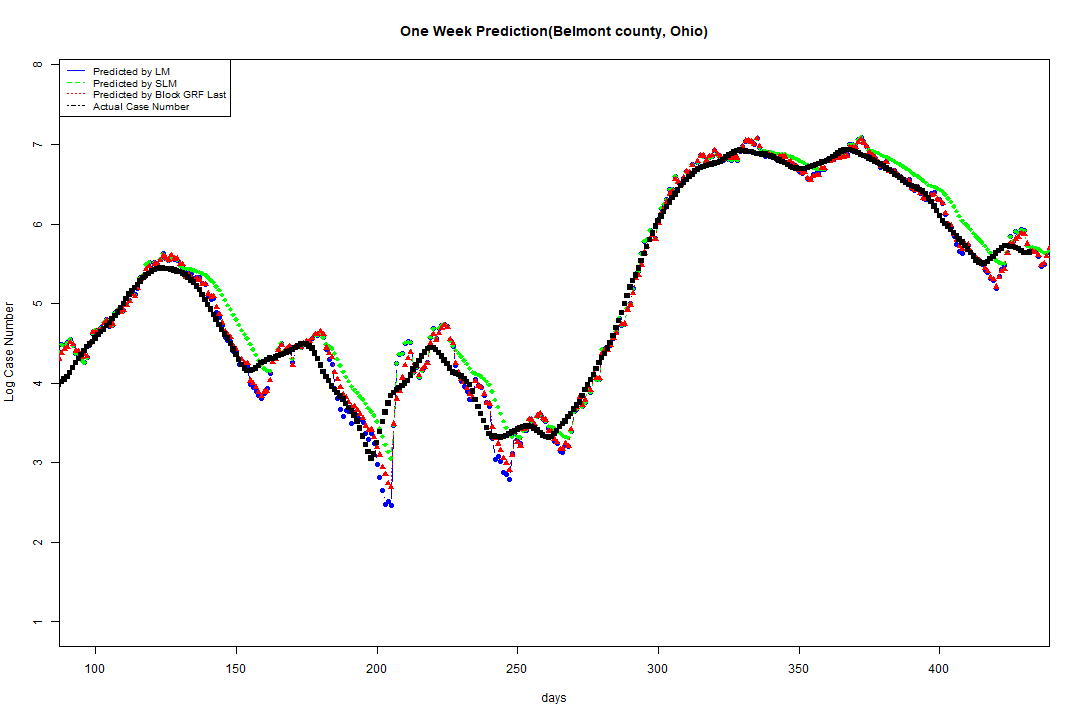 One Week Prediction(Belmont county, Ohio)
Predicted by LM
Predicted by SLM
Predicted by Block GRF Last
Actual Case Number
Log Case Number
8
7
6
5
4
3
2
1
100 150 200 250 300 350 400
days